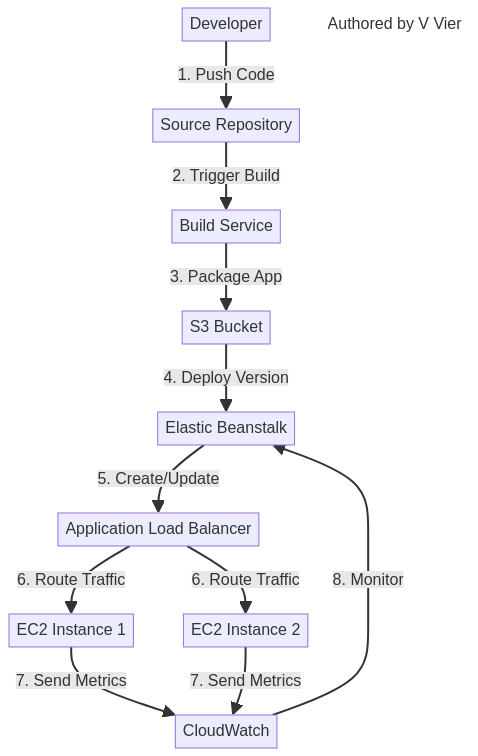 Developer
Authored by V Vier
1. Push Code
Source Repository
2. Trigger Build
Build Service
3. Package App
S3 Bucket
4. Deploy Version
Elastic Beanstalk
5. Create/Update
Application Load Balancer
6. Route Traffic
6. Route Traffic
8. Monitor
EC2 Instance 1
EC2 Instance 2
7. Send Metrics
7. Send Metrics
CloudWatch